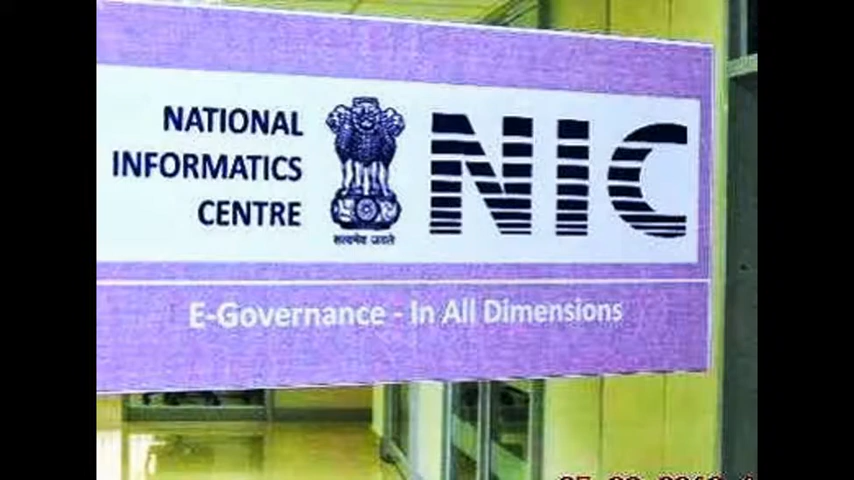 NATIONAL
INFORMATICS
CENTRE
सत्यमेव जयते
NIC
E-Governance - In All Dimensions